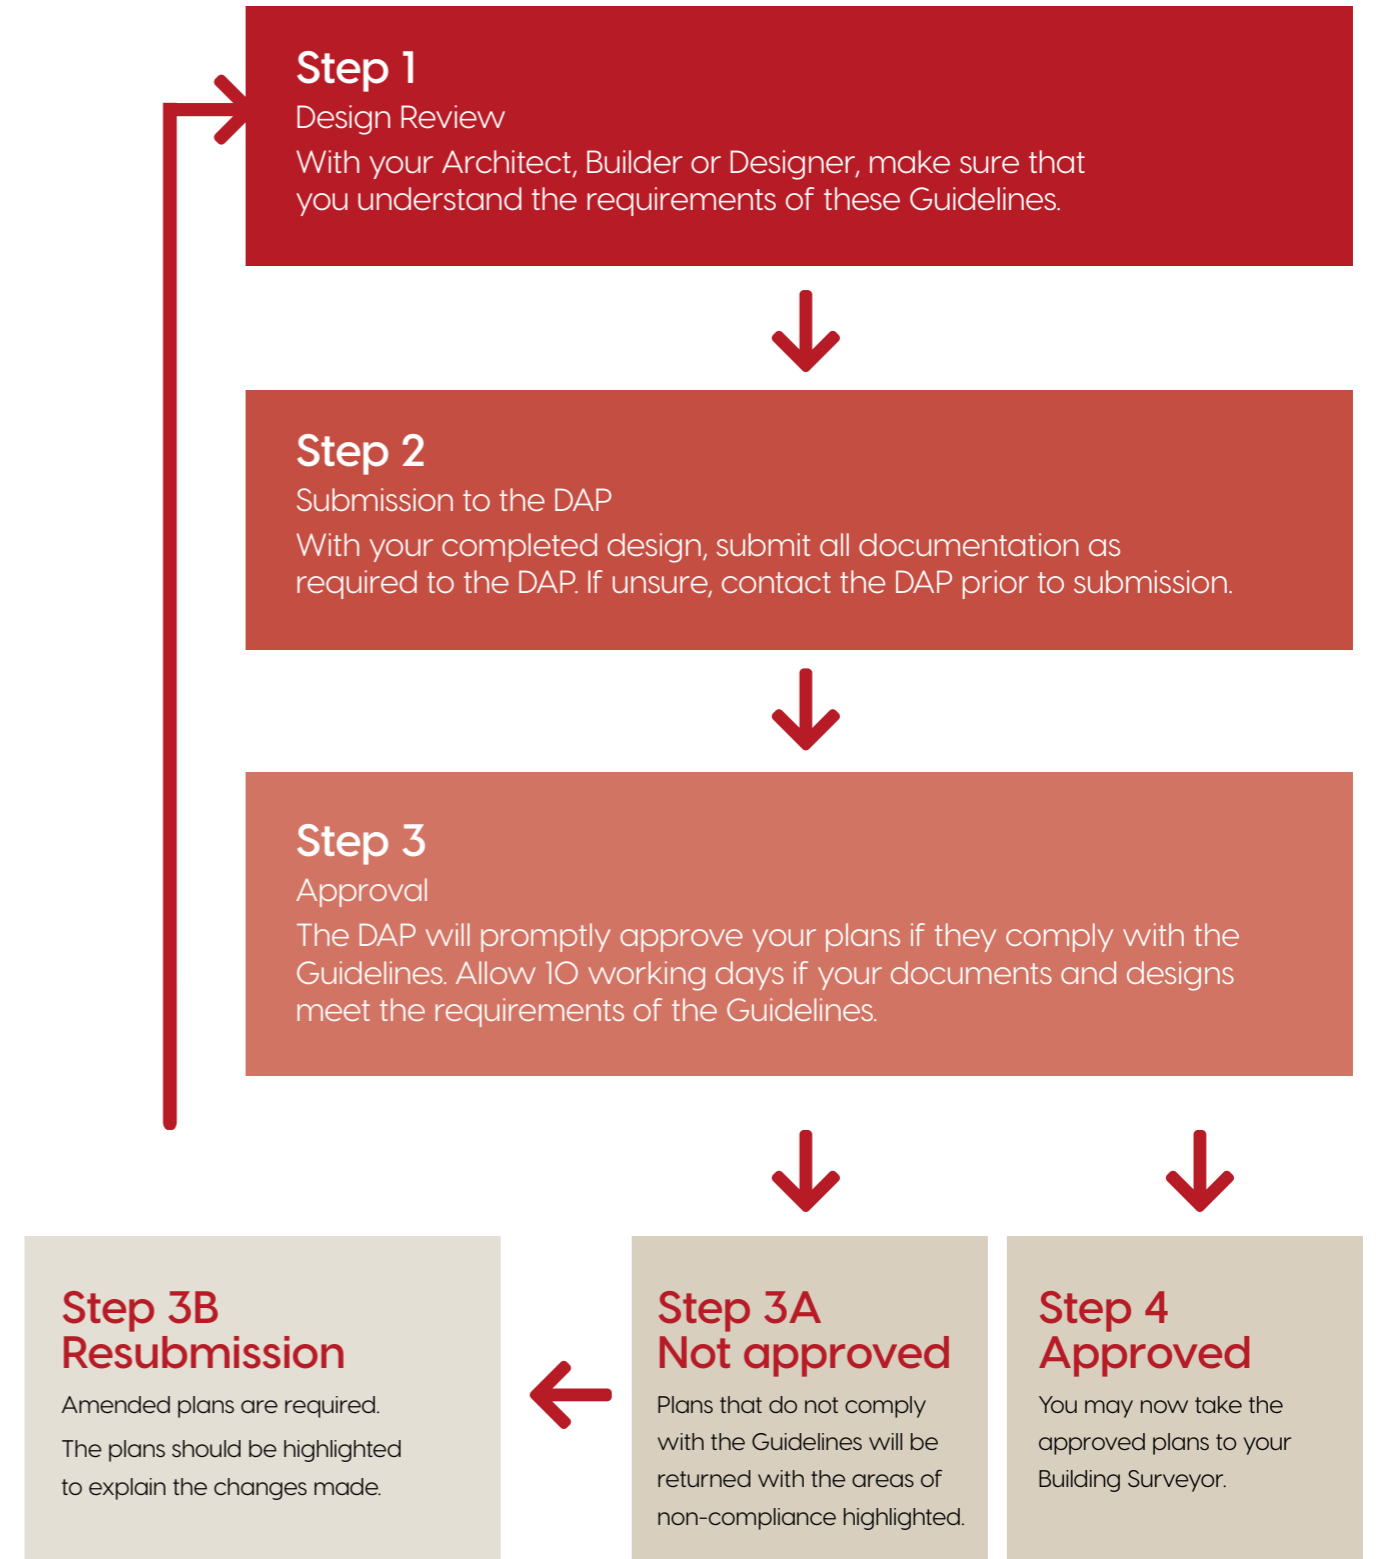 Step 1
Design Review
With your Architect, Builder or Designer, make sure that
you understand the requirements of these Guidelines.
Step 2
Submission to the DAP
With your completed design, submit all documentation as
required to the DAP. If unsure, contact the DAP prior to submission.
Step 3
Approval
The DAP will promptly approve your plans if they comply with the
Guidelines. Allow 10 working days if your documents and designs
meet the requirements of the Guidelines.
Step 3B
Resubmission
Amended plans are required.
The plans should be highlighted
to explain the changes made.
Step 3A
Not approved
Plans that do not comply
with the Guidelines will be
returned with the areas of
non-compliance highlighted.
Step 4
Approved
You may now take the
approved plans to your
Building Surveyor.